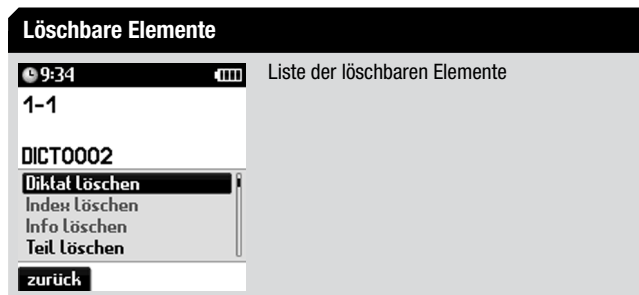 Löschbare Elemente
9:34
Liste der löschbaren Elemente
1-1
DICT0002
Diktat löschen
Index löschen
Info löschen
Teil löschen
zurück